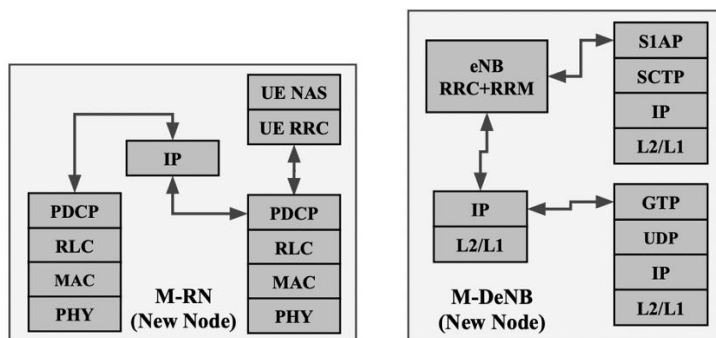 UE NAS
UE RRC
IP
PDCP
RLC
MAC
PHY
PDCP
RLC
MAC
PHY
M-RN
(New Node)
eNB
RRC+RRM
S1AP
SCTP
IP
L2/L1
IP
L2/L1
GTP
UDP
IP
L2/L1
M-DeNB
(New Node)